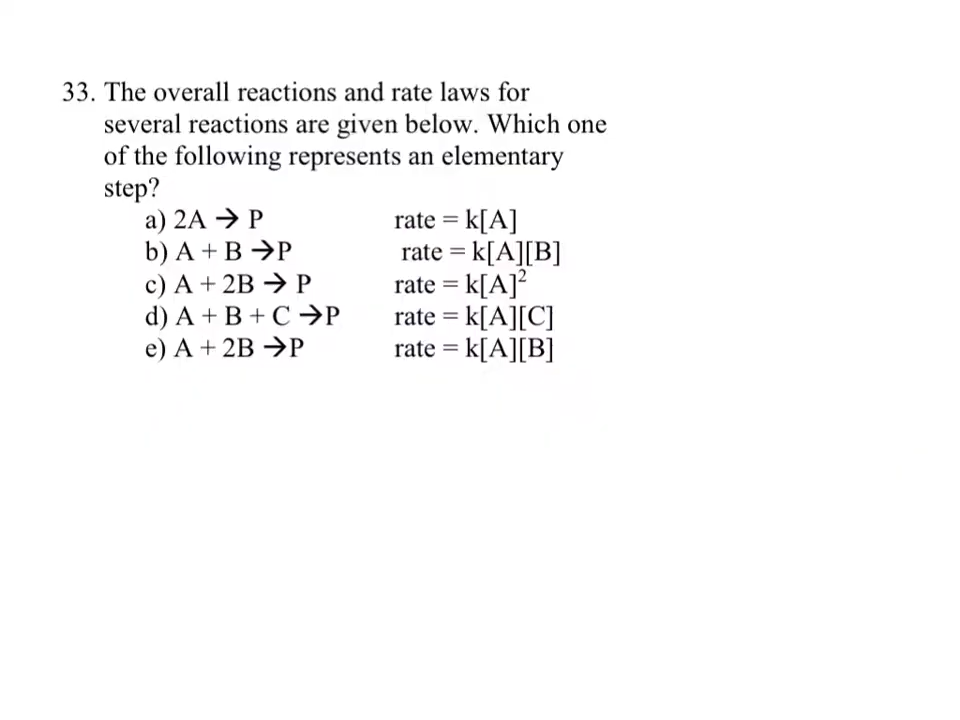 33. The overall reactions and rate laws for
several reactions are given below. Which one
of the following represents an elementary
step?
a) 2A → P rate = k[A]
b) A + B →P rate = k[A][B]
c) A + 2B → P rate = k[A]²
d) A + B + C →P rate = k[A][C]
e) A + 2B →P rate = k[A][B]